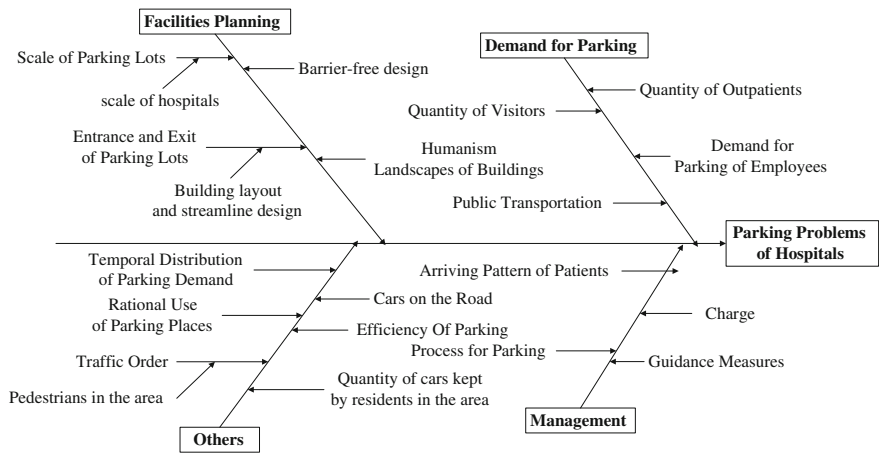 Facilities Planning
Demand for Parking
Scale of Parking Lots
Barrier-free design
scale of hospitals
Quantity of Outpatients
Quantity of Visitors
Entrance and Exit
of Parking Lots
Humanism
Landscapes of Buildings
Demand for
Parking of Employees
Building layout
and streamline design
Public Transportation
Parking Problems
of Hospitals
Temporal Distribution
of Parking Demand
Arriving Pattern of Patients
Cars on the Road
Rational Use
of Parking Places
Charge
Efficiency Of Parking
Process for Parking
Traffic Order
Guidance Measures
Pedestrians in the area
Quantity of cars kept
by residents in the area
Management
Others